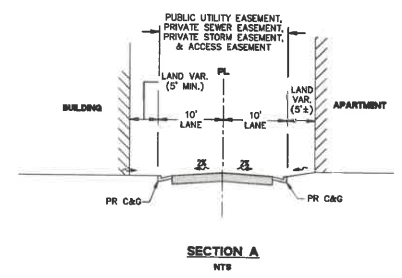 PUBLIC UTILITY EASEMENT,
PRIVATE SEWER EASEMENT,
PRIVATE STORM EASEMENT,
& ACCESS EASEMENT
LAND VAR.
(5' MIN.)
PL
LAND
VAR.
(5'±)
BUILDING
APARTMENT
10'
LANE
10'
LANE
2%
2%
PR C&G
PR C&G
SECTION A
NTS